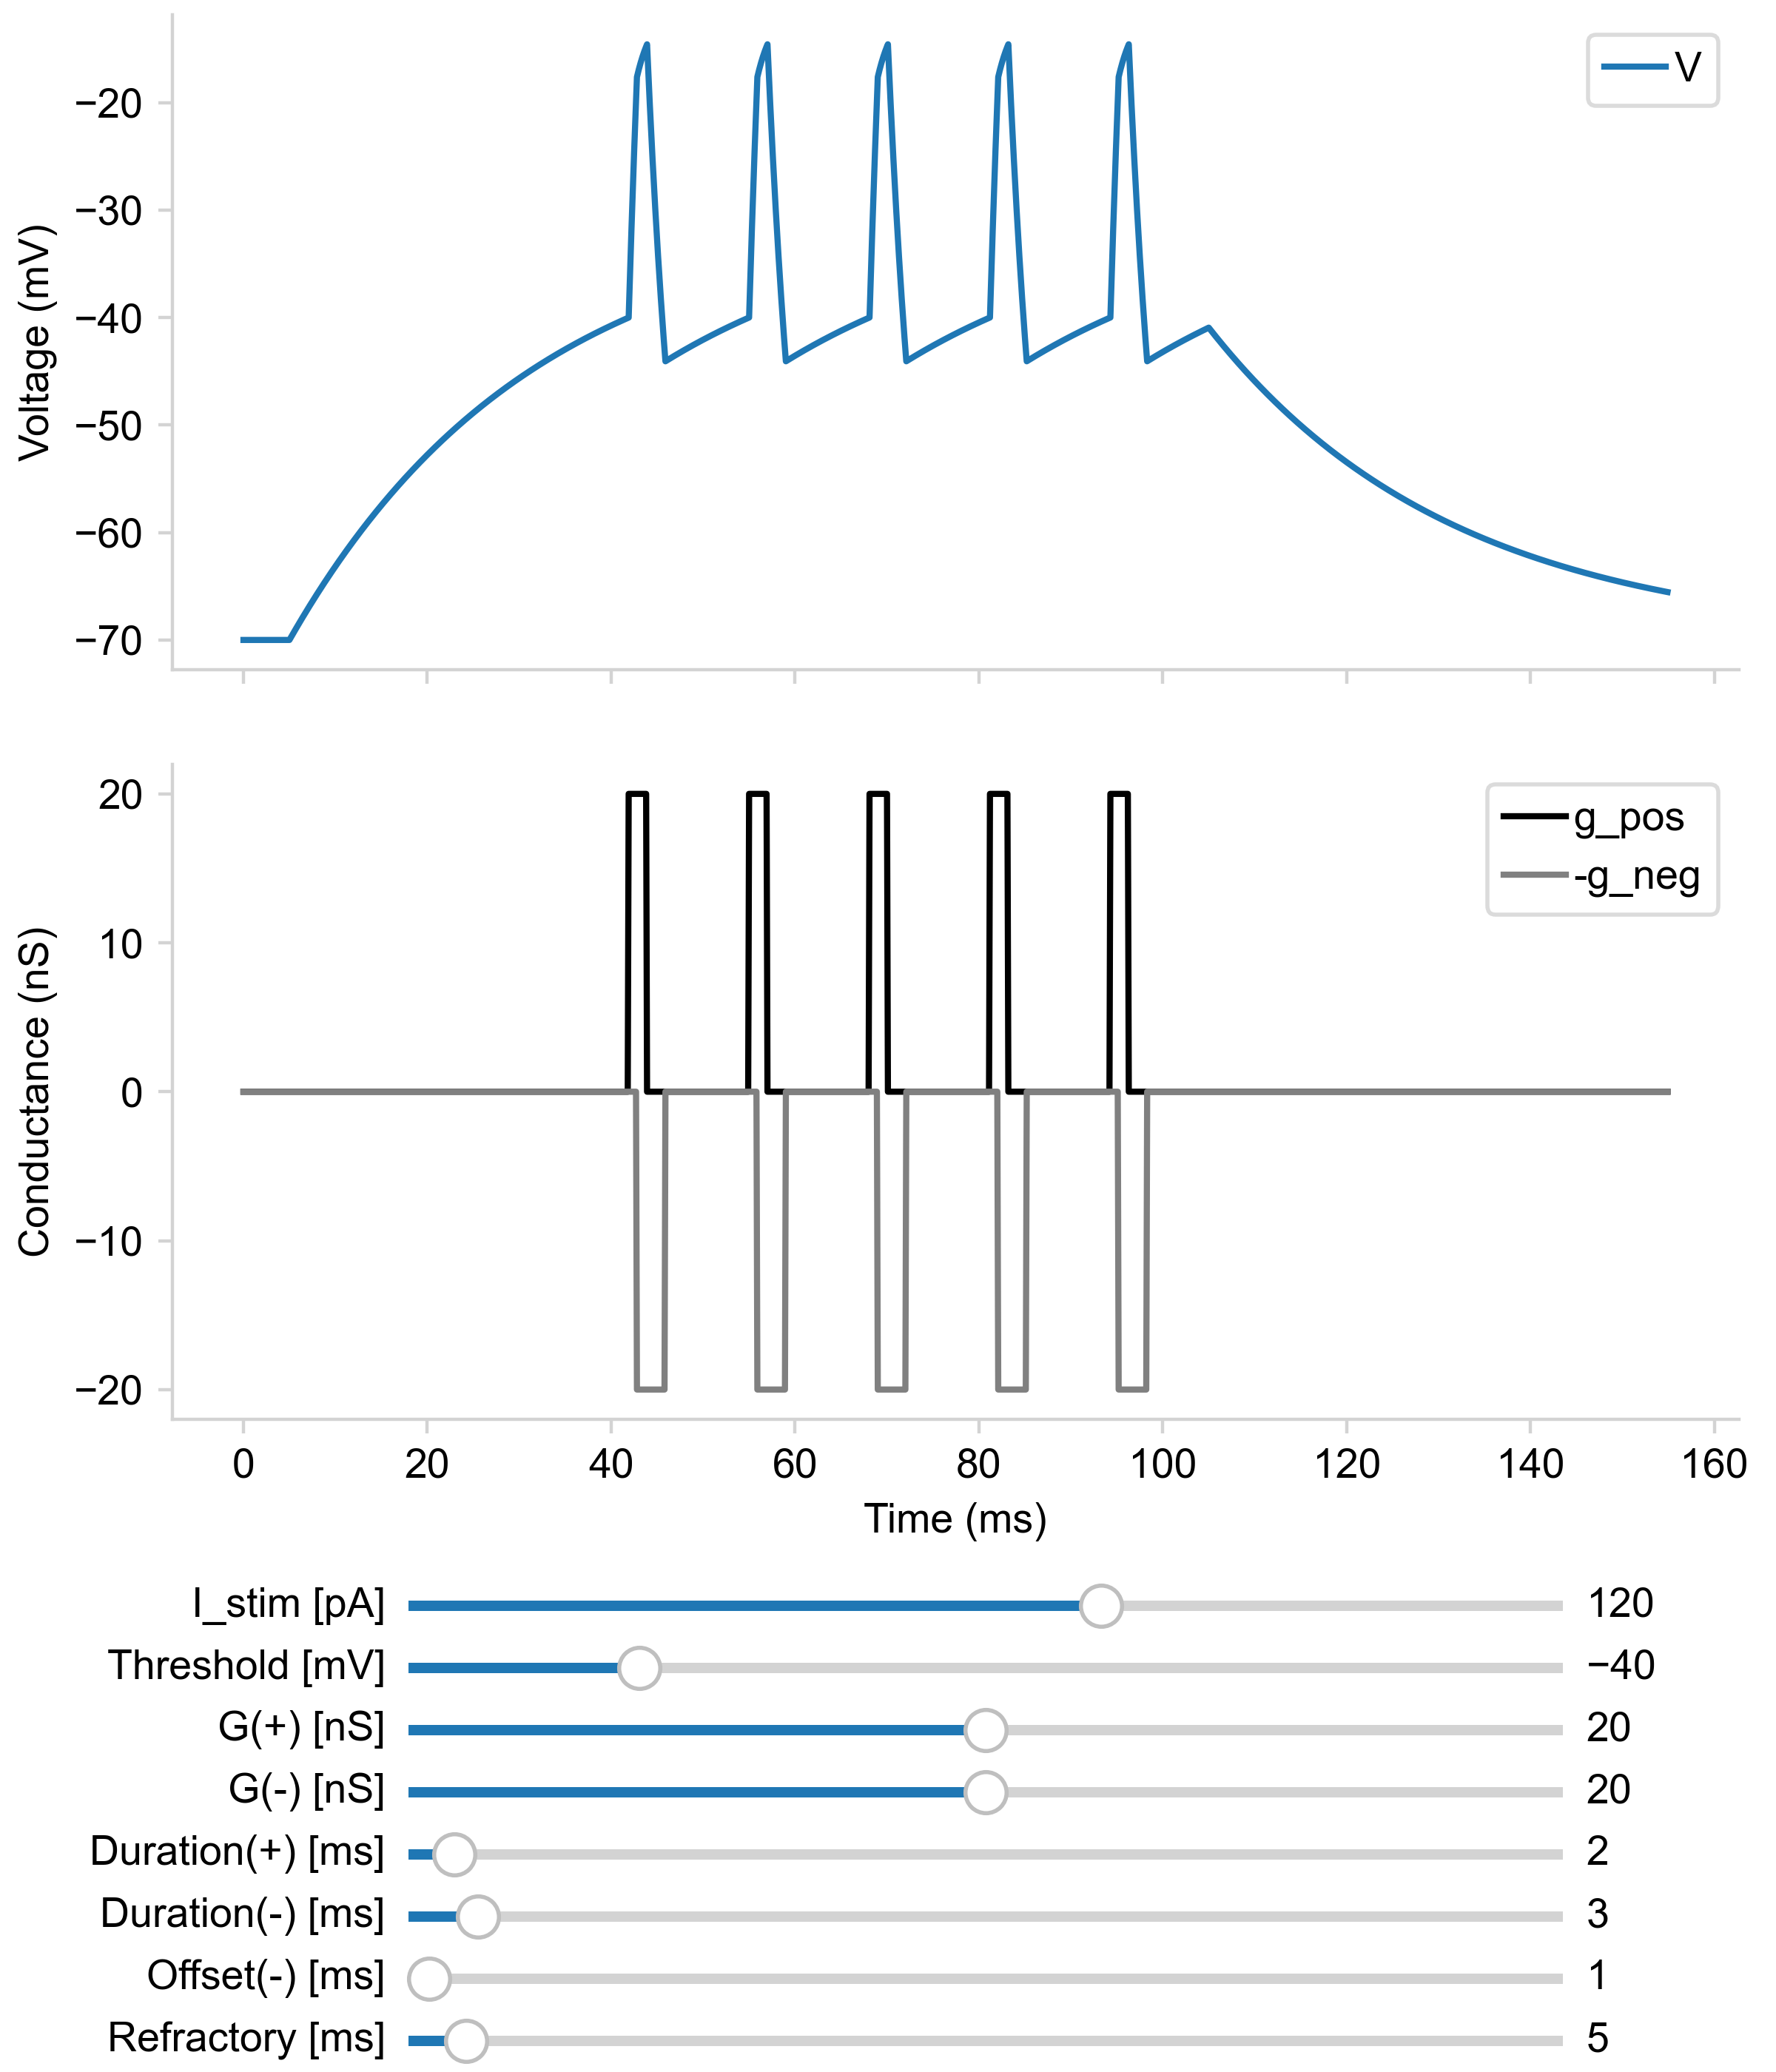 V
−20
−30
−40
−50
−60
−70
Voltage (mV)
g_pos
-g_neg
20
10
0
−10
−20
Conductance (nS)
0 20 40 60 80 100 120 140 160
Time (ms)
I_stim [pA] 120
Threshold [mV] −40
G(+) [nS] 20
G(-) [nS] 20
Duration(+) [ms] 2
Duration(-) [ms] 3
Offset(-) [ms] 1
Refractory [ms] 5